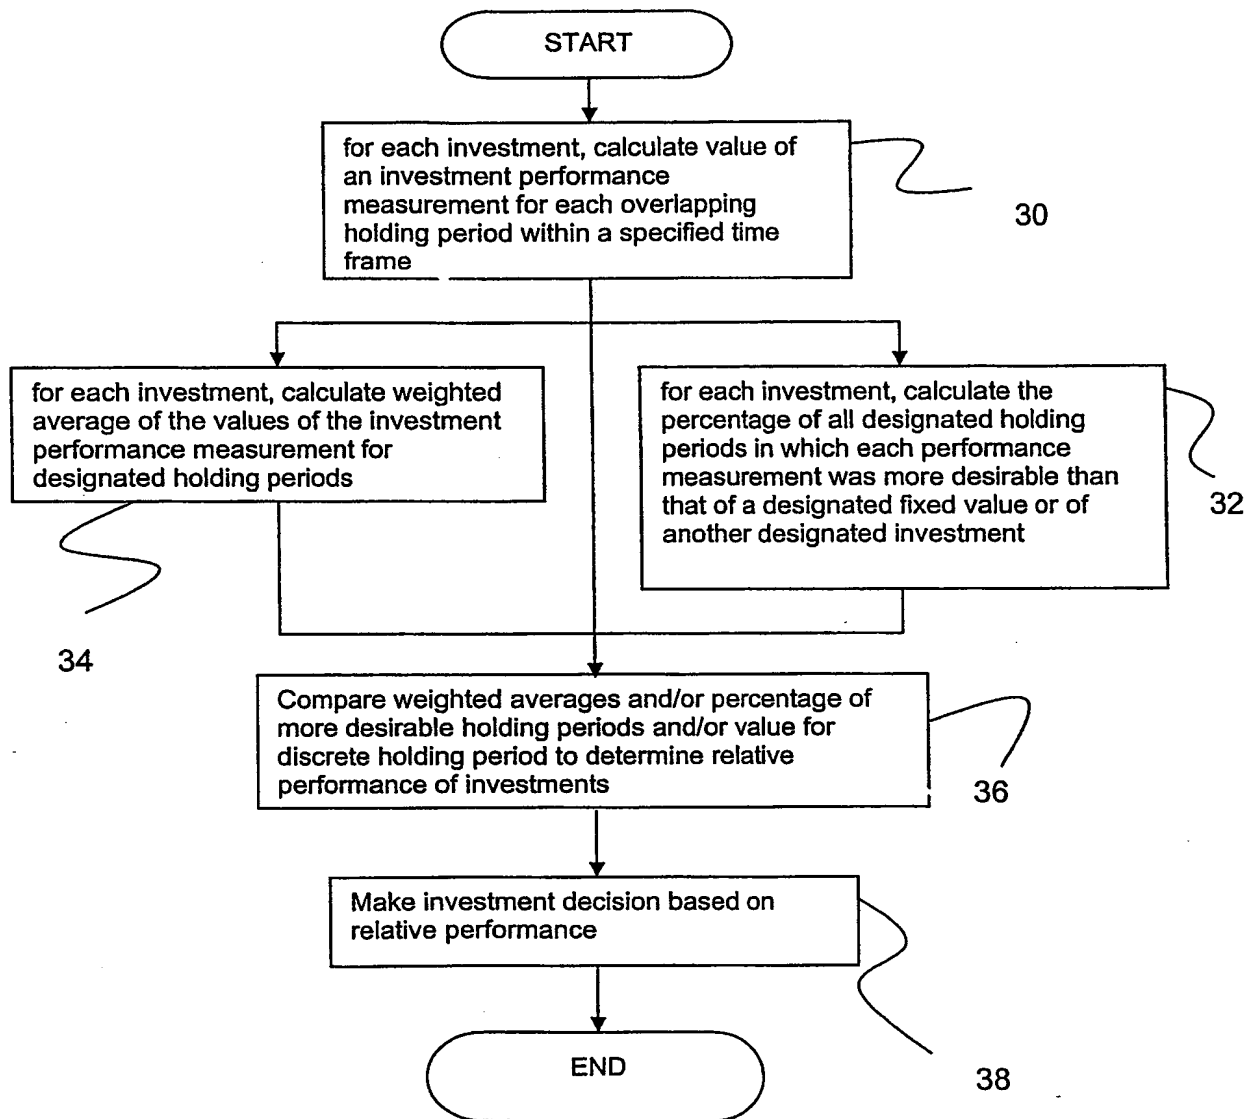 START
for each investment, calculate value of
an investment performance
measurement for each overlapping
holding period within a specified time
frame
30
for each investment, calculate weighted
average of the values of the investment
performance measurement for
designated holding periods
34
for each investment, calculate the
percentage of all designated holding
periods in which each performance
measurement was more desirable than
that of a designated fixed value or of
another designated investment
32
Compare weighted averages and/or percentage of
more desirable holding periods and/or value for
discrete holding period to determine relative
performance of investments
36
Make investment decision based on
relative performance
38
END